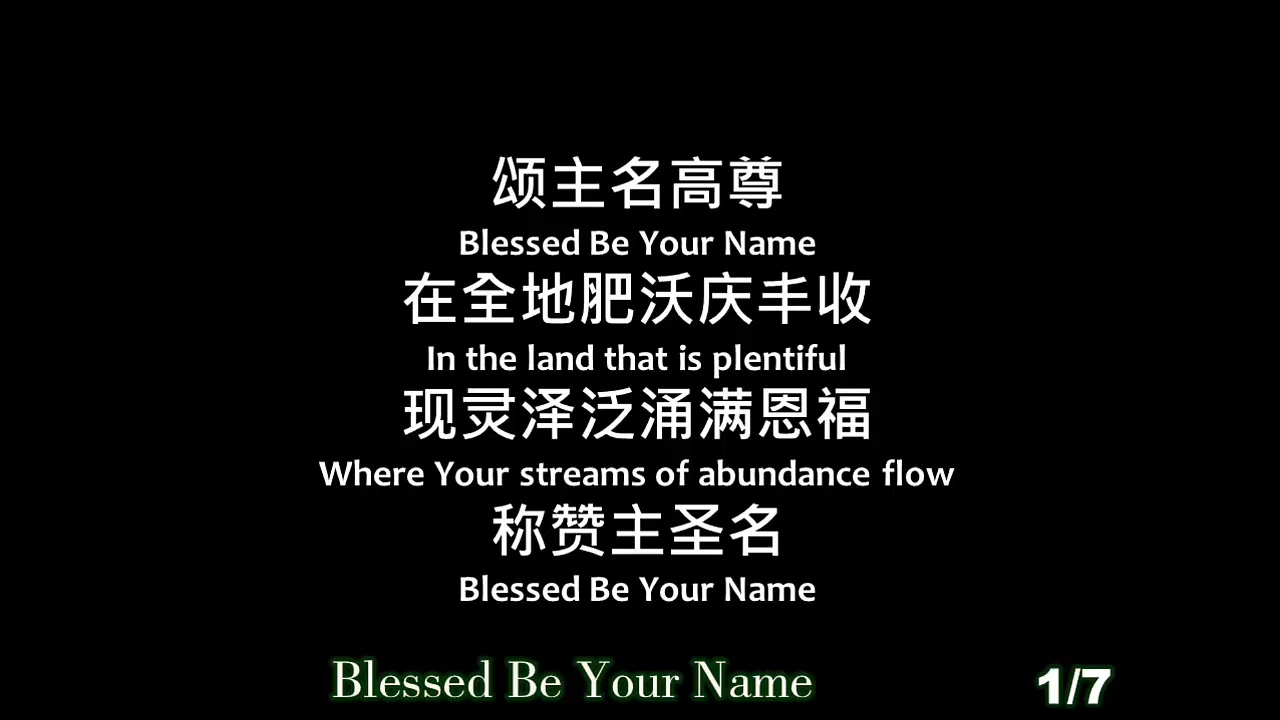 颂主名高尊
Blessed Be Your Name
在全地肥沃庆丰收
In the land that is plentiful
现灵泽泛涌满恩福
Where Your streams of abundance flow
称赞主圣名
Blessed Be Your Name
Blessed Be Your Name
1/7